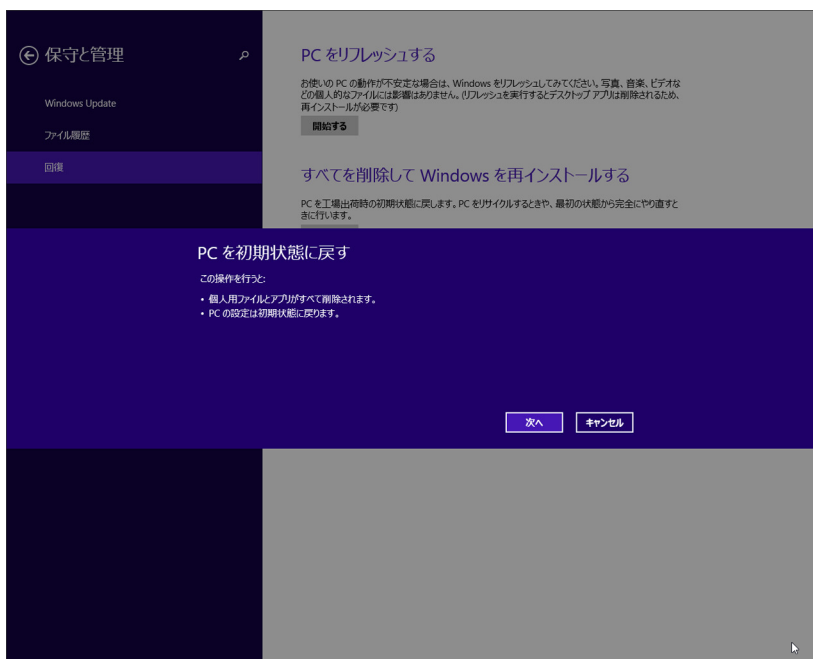 保守と管理
Windows Update
ファイル履歴
回復
PC をリフレッシュする
お使いの PC の動作が不安定な場合は、Windows をリフレッシュしてみてください。写真、音楽、ビデオな
どの個人的なファイルには影響はありません。(リフレッシュを実行するとデスクトップ アプリは削除されるため、
再インストールが必要です)
開始する
すべてを削除して Windows を再インストールする
PC を工場出荷時の初期状態に戻します。PC をリサイクルするときや、最初の状態から完全にやり直すと
きに行います。
PC を初期状態に戻す
この操作を行うと:
• 個人用ファイルとアプリがすべて削除されます。
• PC の設定は初期状態に戻ります。
次へ
キャンセル